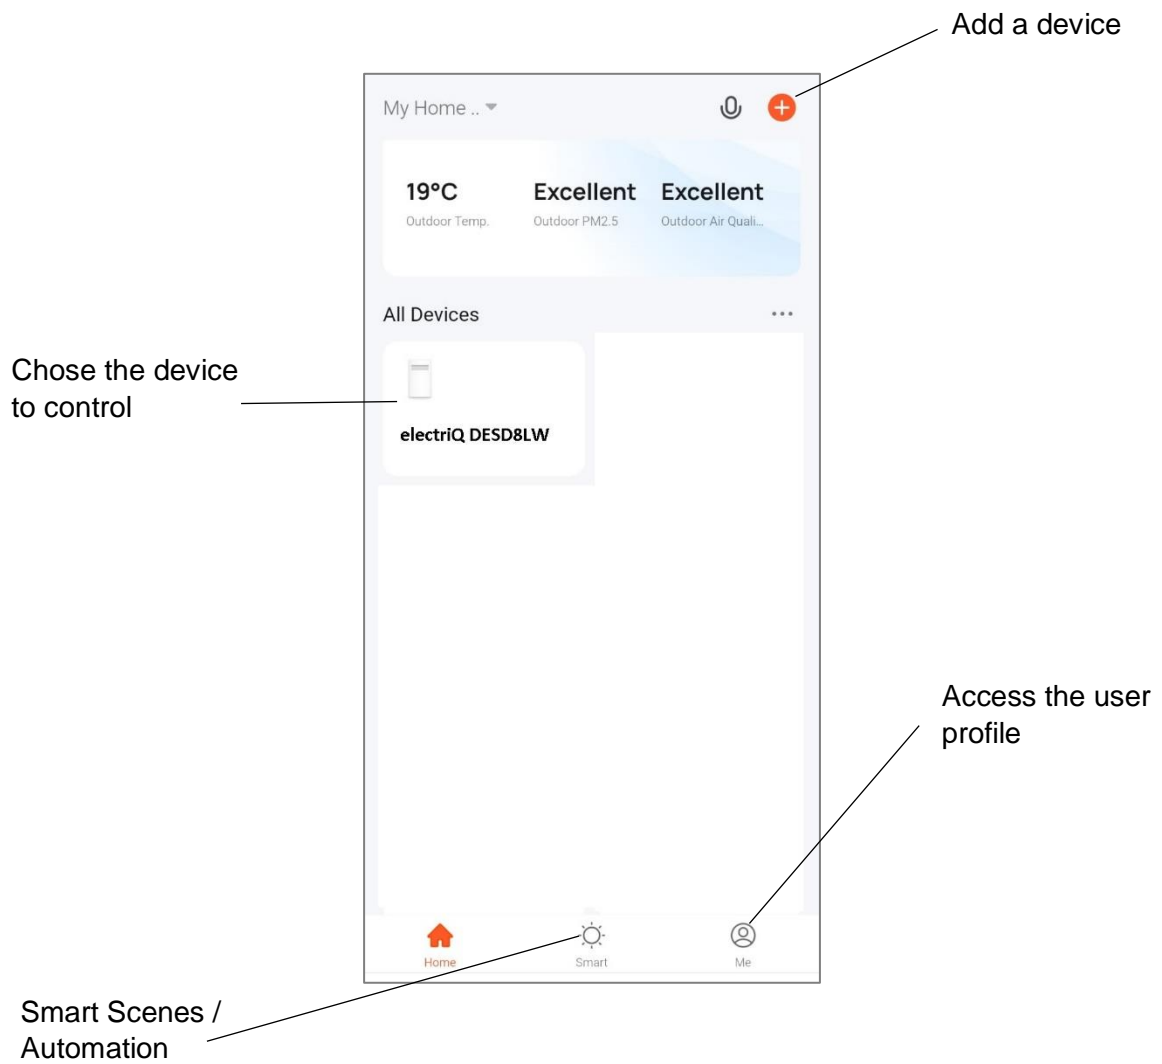 Add a device
My Home ..
19°C Excellent Excellent
Outdoor Temp. Outdoor PM2.5 Outdoor Air Quali...
All Devices
...
Chose the device
to control
electriQ DESD8LW
Access the user
profile
Home Smart Me
Smart Scenes /
Automation